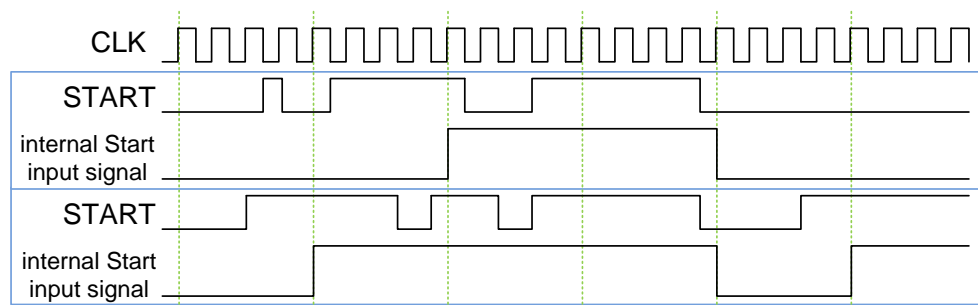 CLK
START
internal Start
input signal
START
internal Start
input signal